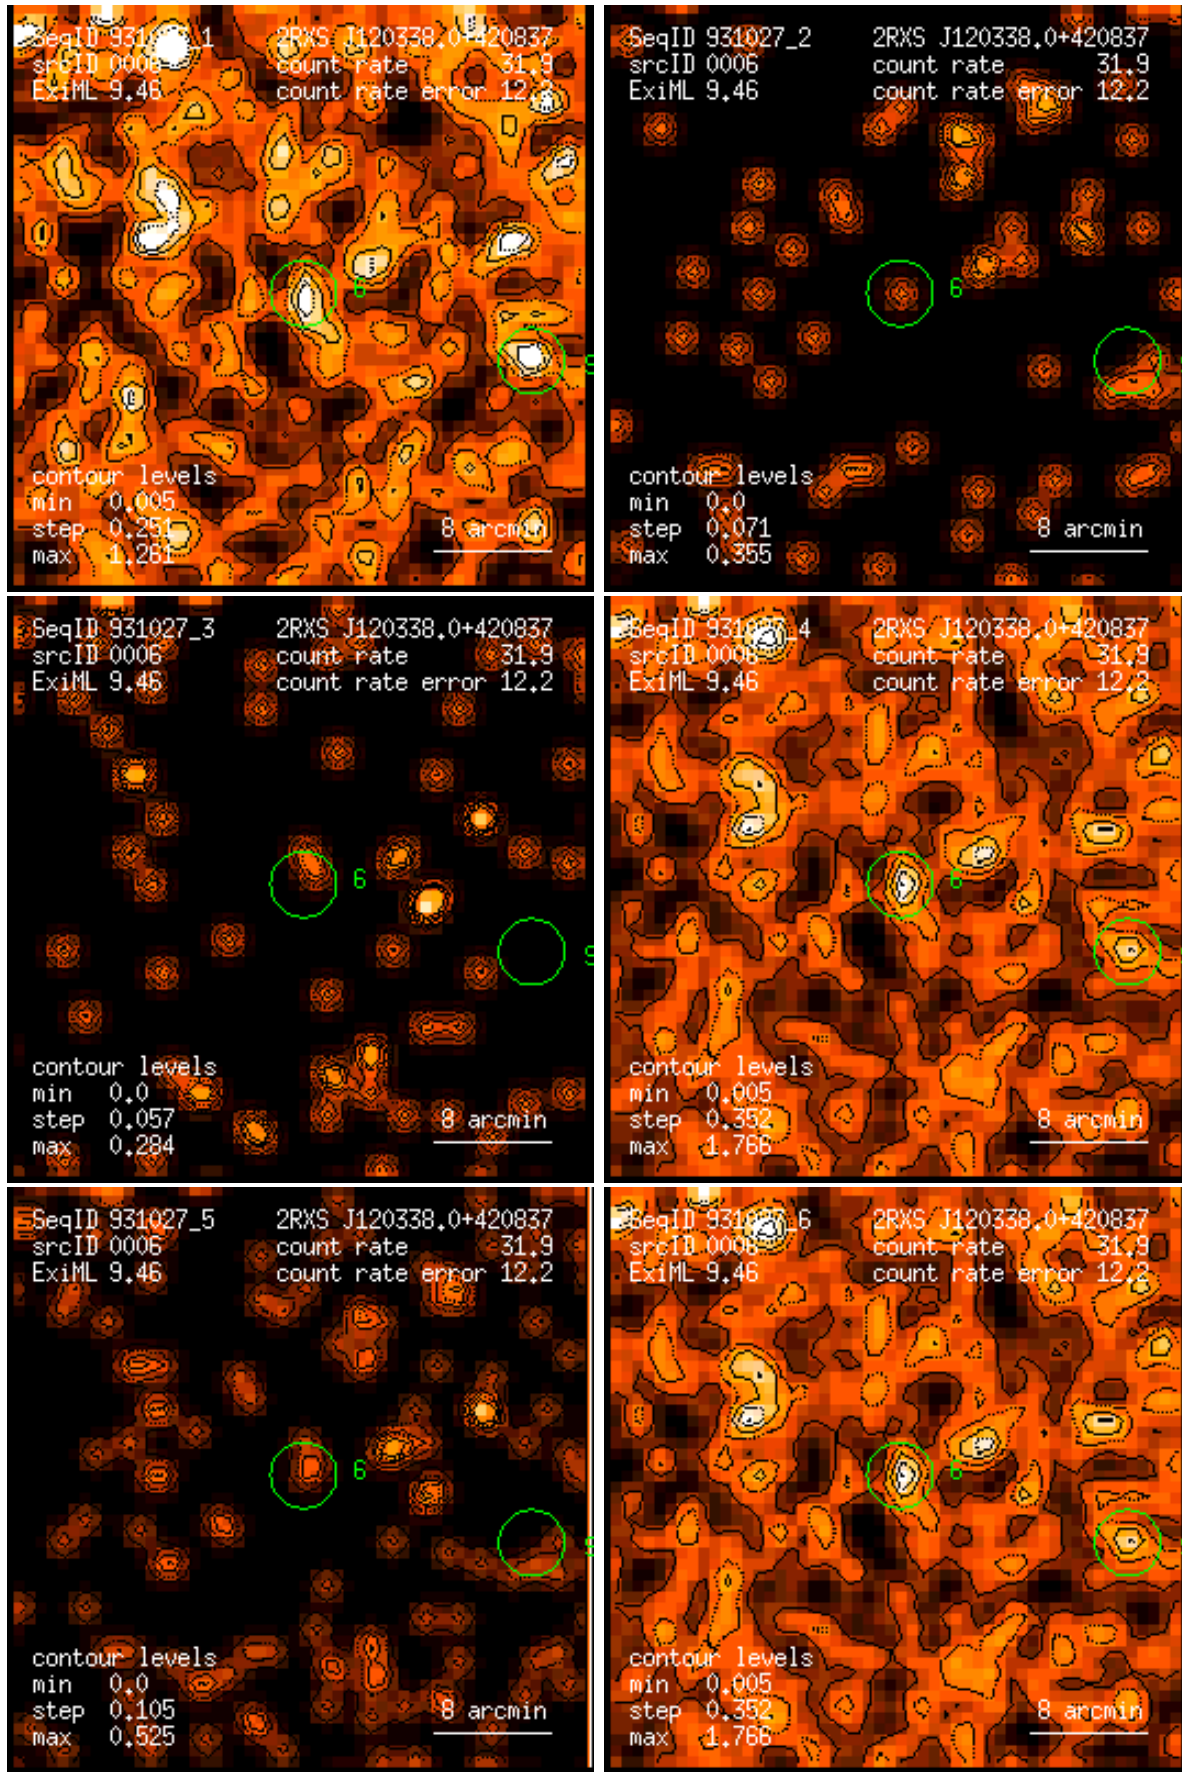 SeqID 931027_1 2RXS J120338.0+420837
srcID 0006 count rate 31.9
ExiML 9.46 count rate error 12.2
6
9
contour levels
min 0.005
step 0.251
max 1.261
8 arcmin
SeqID 931027_2 2RXS J120338.0+420837
srcID 0006 count rate 31.9
ExiML 9.46 count rate error 12.2
6
contour levels
min 0.0
step 0.071
max 0.355
8 arcmin
SeqID 931027_3 2RXS J120338.0+420837
srcID 0006 count rate 31.9
ExiML 9.46 count rate error 12.2
6
9
contour levels
min 0.0
step 0.057
max 0.284
8 arcmin
SeqID 931027_4 2RXS J120338.0+420837
srcID 0006 count rate 31.9
ExiML 9.46 count rate error 12.2
6
contour levels
min 0.005
step 0.352
max 1.766
8 arcmin
SeqID 931027_5 2RXS J120338.0+420837
srcID 0006 count rate 31.9
ExiML 9.46 count rate error 12.2
6
9
contour levels
min 0.0
step 0.105
max 0.525
8 arcmin
SeqID 931027_6 2RXS J120338.0+420837
srcID 0006 count rate 31.9
ExiML 9.46 count rate error 12.2
6
contour levels
min 0.005
step 0.352
max 1.766
8 arcmin